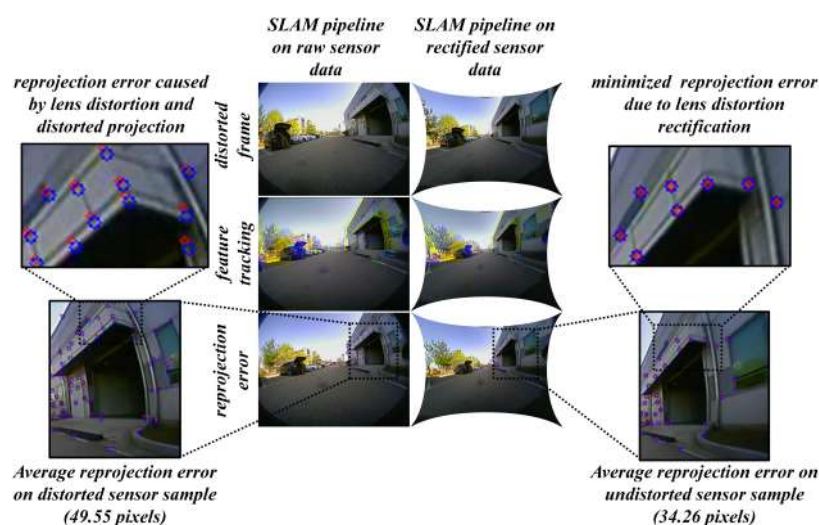 SLAM pipeline
on raw sensor
data
SLAM pipeline on
rectified sensor
data
reprojection error caused
by lens distortion and
distorted projection
minimized reprojection error
due to lens distortion
rectification
distorted
frame
feature
tracking
reprojection
error
Average reprojection error
on distorted sensor sample
(49.55 pixels)
Average reprojection error on
undistorted sensor sample
(34.26 pixels)